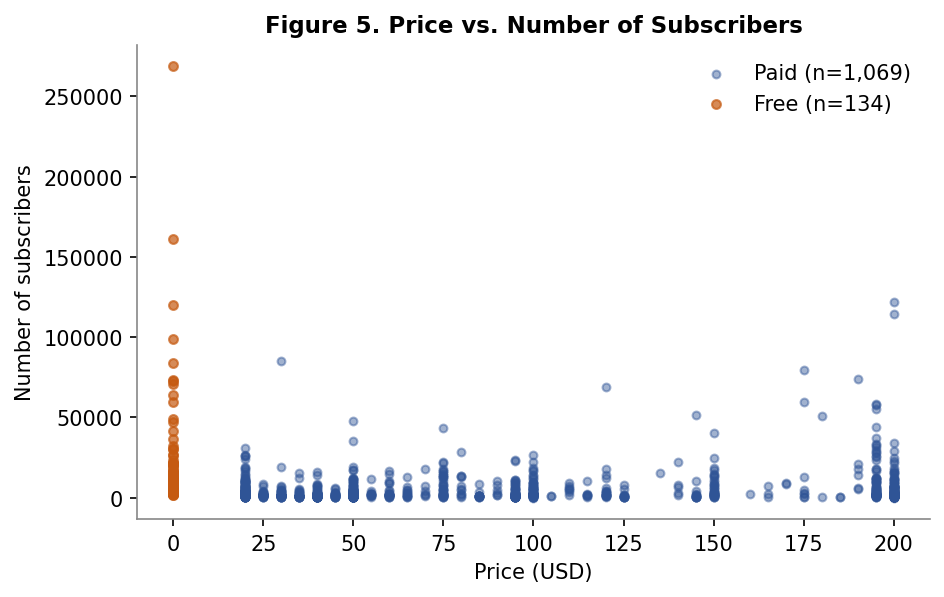 Figure 5. Price vs. Number of Subscribers
Paid (n=1,069)
Free (n=134)
Number of subscribers
250000
200000
150000
100000
50000
0
0 25 50 75 100 125 150 175 200
Price (USD)